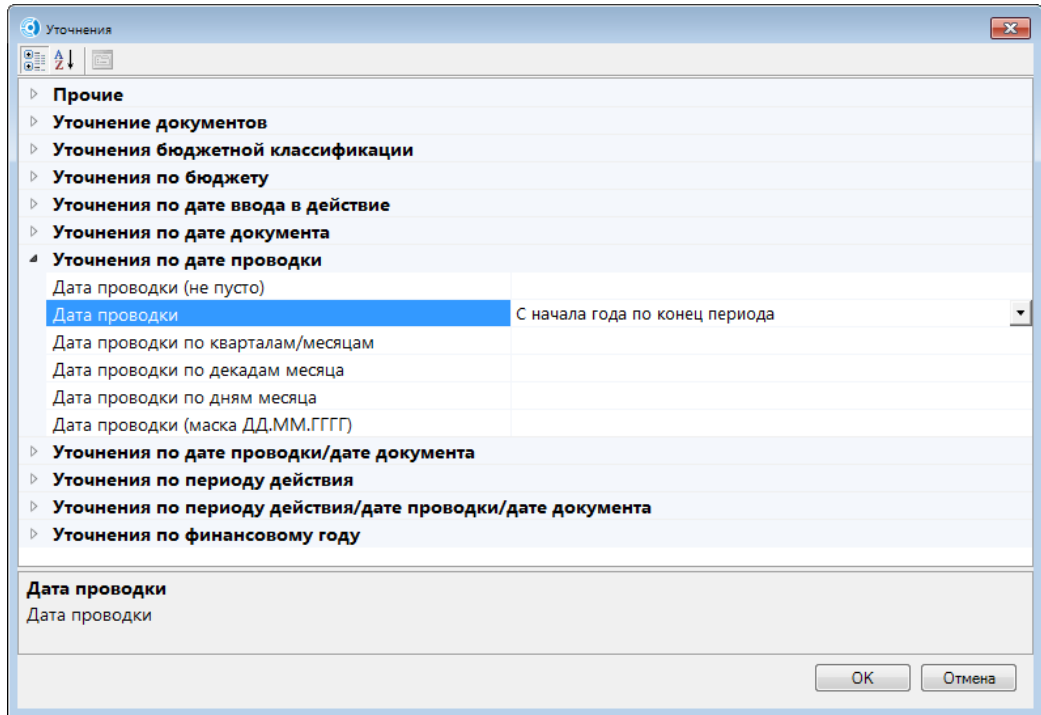 Уточнения
Прочие
Уточнение документов
Уточнения бюджетной классификации
Уточнения по бюджету
Уточнения по дате ввода в действие
Уточнения по дате документа
Уточнения по дате проводки
Дата проводки (не пусто)
Дата проводки С начала года по конец периода
Дата проводки по кварталам/месяцам
Дата проводки по декадам месяца
Дата проводки по дням месяца
Дата проводки (маска ДД.ММ.ГГГГ)
Уточнения по дате проводки/дате документа
Уточнения по периоду действия
Уточнения по периоду действия/дате проводки/дате документа
Уточнения по финансовому году
Дата проводки
Дата проводки
OK Отмена